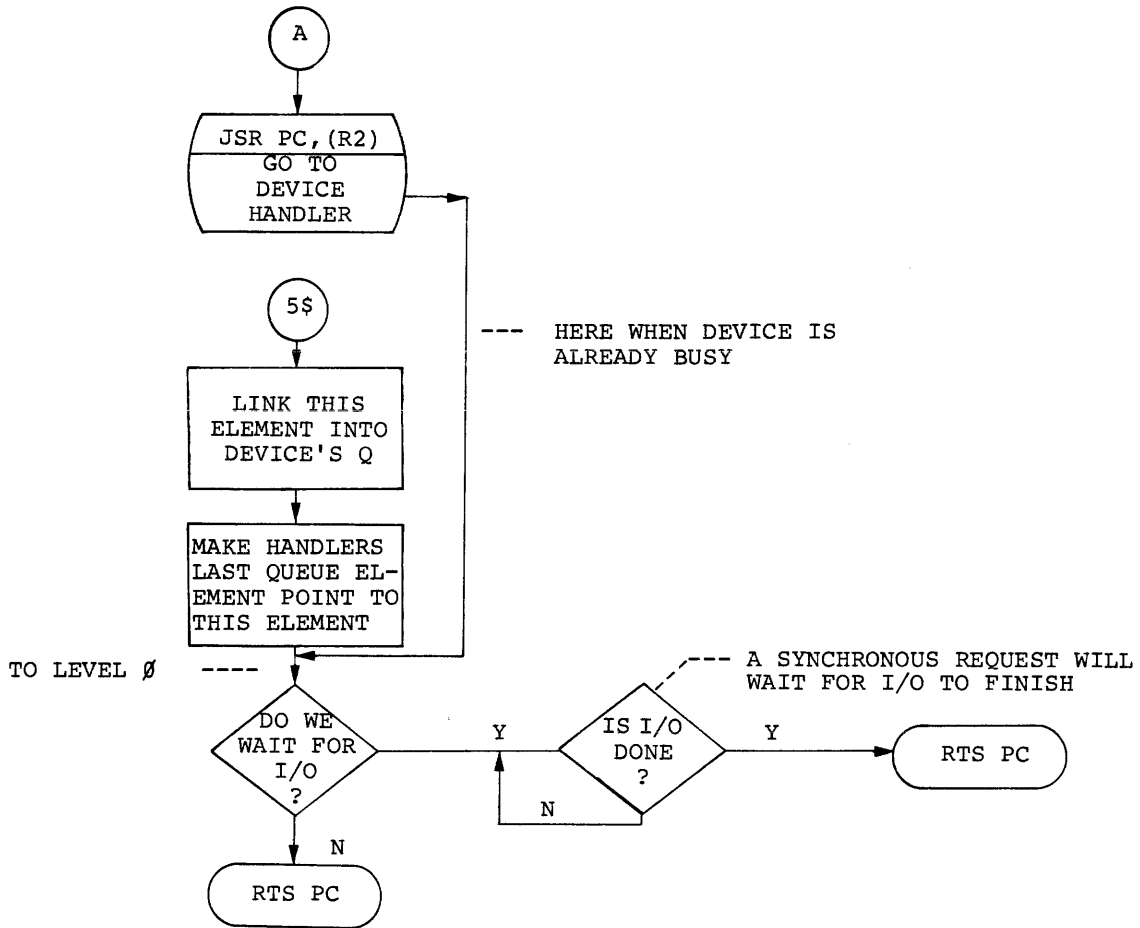 A
JSR PC,(R2)
GO TO
DEVICE
HANDLER
5$
--- HERE WHEN DEVICE IS
ALREADY BUSY
LINK THIS
ELEMENT INTO
DEVICE'S Q
MAKE HANDLERS
LAST QUEUE EL-
EMENT POINT TO
THIS ELEMENT
TO LEVEL Ø ----
--- A SYNCHRONOUS REQUEST WILL
WAIT FOR I/O TO FINISH
DO WE
WAIT FOR
I/O
?
Y
IS I/O
DONE
?
Y
RTS PC
N
N
RTS PC